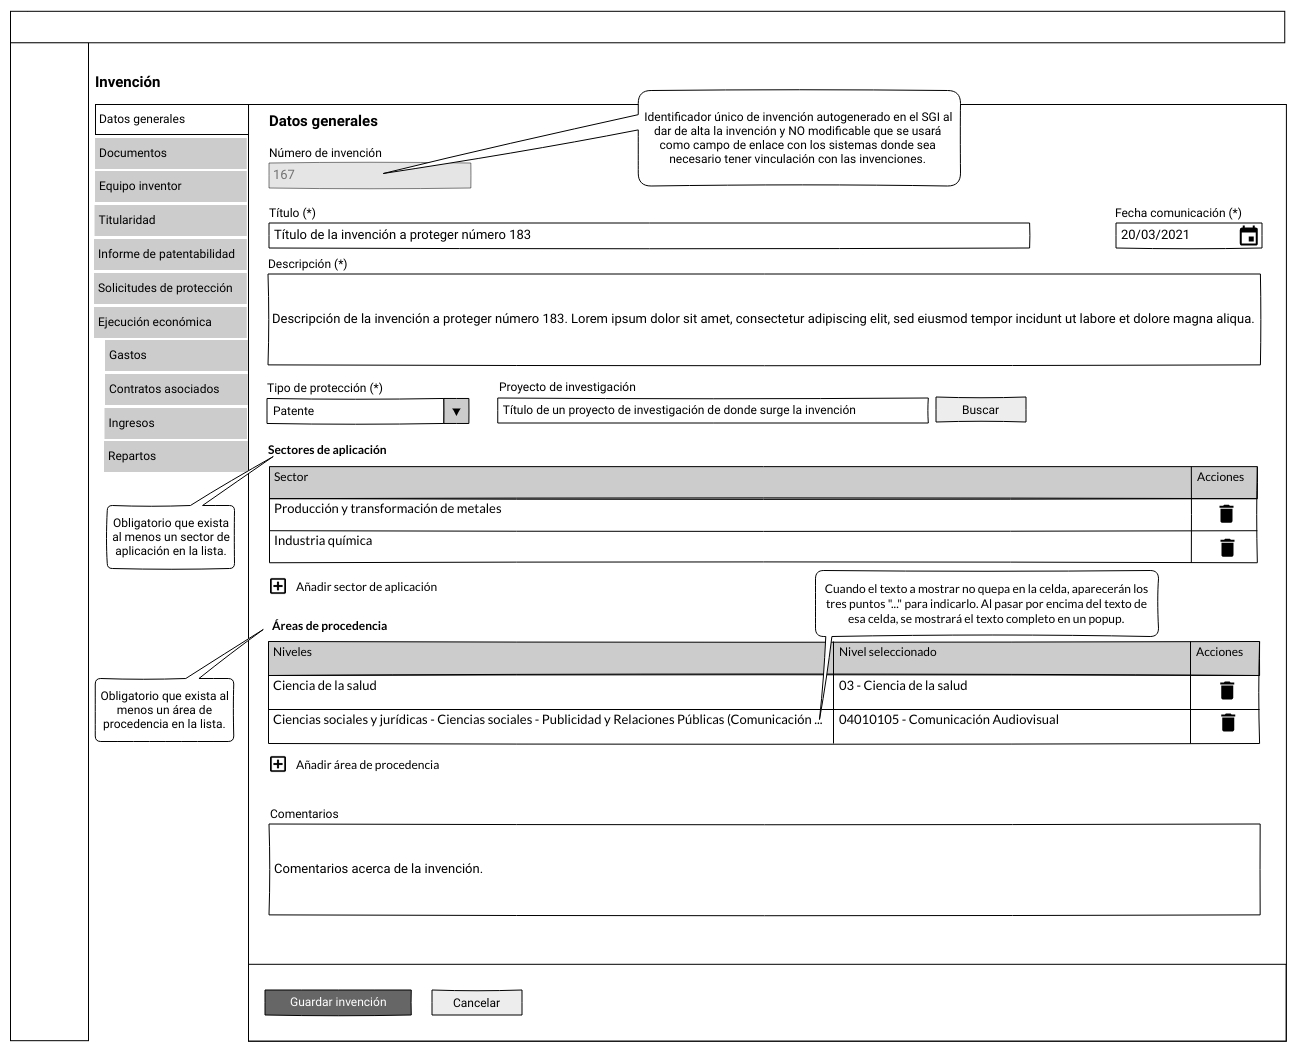 Invención
Datos generales
Documentos
Equipo inventor
Titularidad
Informe de patentabilidad
Solicitudes de protección
Ejecución económica
Gastos
Contratos asociados
Ingresos
Repartos
Datos generales
Identificador único de invención autogenerado en el SGI al
dar de alta la invención y NO modificable que se usará
como campo de enlace con los sistemas donde sea
necesario tener vinculación con las invenciones.
Número de invención
167
Título (*)
Fecha comunicación (*)
Título de la invención a proteger número 183
20/03/2021
Descripción (*)
Descripción de la invención a proteger número 183. Lorem ipsum dolor sit amet, consectetur adipiscing elit, sed eiusmod tempor incidunt ut labore et dolore magna aliqua.
Tipo de protección (*)
Proyecto de investigación
Patente ▼
Título de un proyecto de investigación de donde surge la invención
Buscar
Sectores de aplicación
Obligatorio que exista
al menos un sector de
aplicación en la lista.
Sector
Acciones
Producción y transformación de metales
Industria química
Añadir sector de aplicación
Cuando el texto a mostrar no quepa en la celda, aparecerán los
tres puntos "..." para indicarlo. Al pasar por encima del texto de
esa celda, se mostrará el texto completo en un popup.
Áreas de procedencia
Obligatorio que exista al
menos un área de
procedencia en la lista.
Niveles
Nivel seleccionado
Acciones
Ciencia de la salud
03 - Ciencia de la salud
Ciencias sociales y jurídicas - Ciencias sociales - Publicidad y Relaciones Públicas (Comunicación ...
04010105 - Comunicación Audiovisual
Añadir área de procedencia
Comentarios
Comentarios acerca de la invención.
Guardar invención
Cancelar